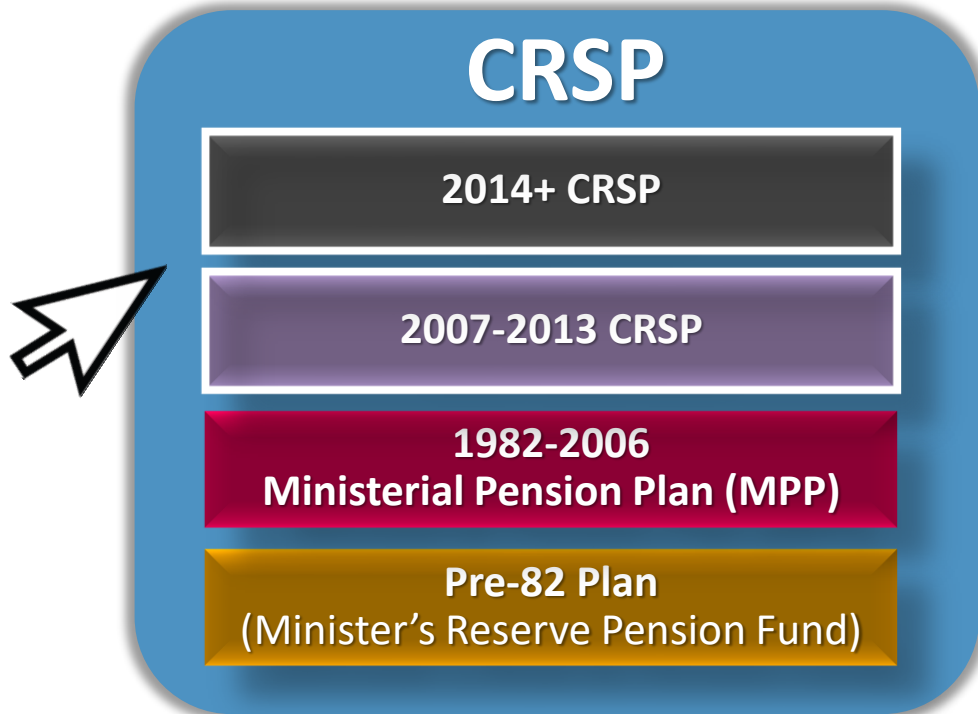 CRSP
2014+ CRSP
2007-2013 CRSP
1982-2006
Ministerial Pension Plan (MPP)
Pre-82 Plan
(Minister’s Reserve Pension Fund)